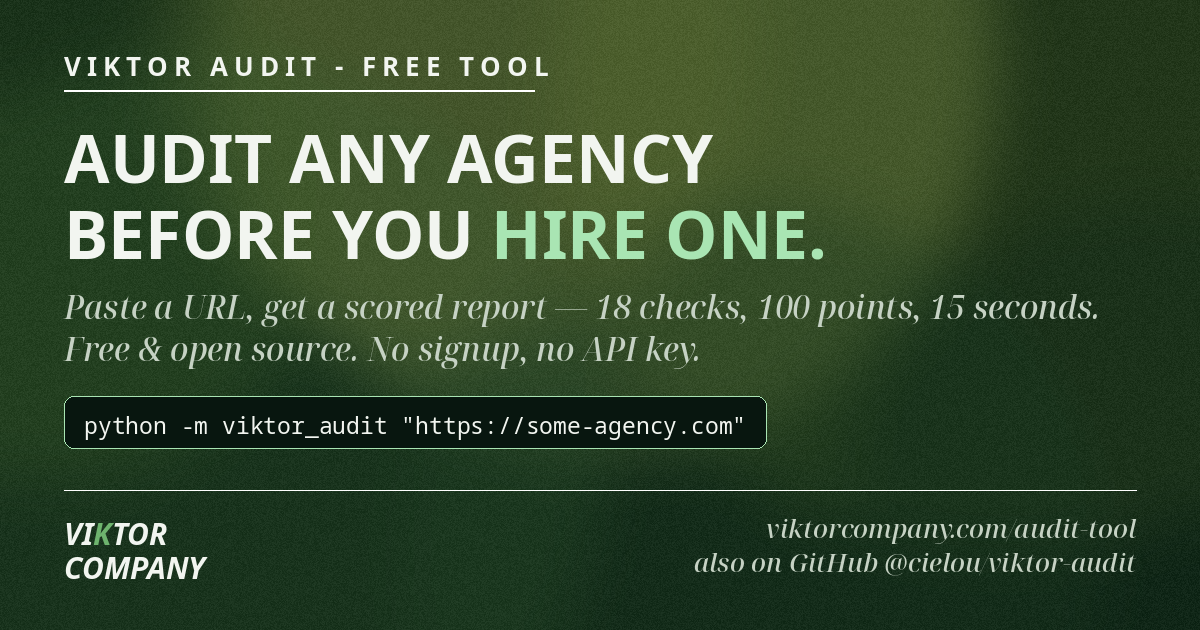 VIKTOR AUDIT - FREE TOOL
AUDIT ANY AGENCY
BEFORE YOU HIRE ONE.
Paste a URL, get a scored report — 18 checks, 100 points, 15 seconds.
Free & open source. No signup, no API key.
python -m viktor_audit "https://some-agency.com"
VIKTOR
COMPANY
viktorcompany.com/audit-tool
also on GitHub @cielou/viktor-audit